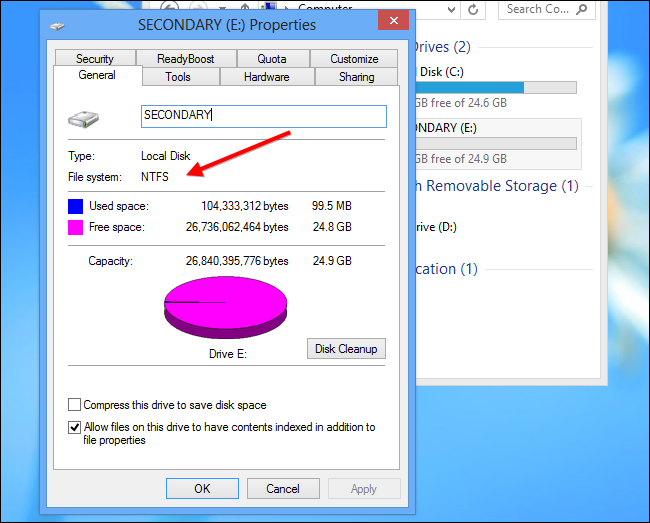 SECONDARY (E:) Properties
Security ReadyBoost Quota Customize
General Tools Hardware Sharing
SECONDARY
Type: Local Disk
File system: NTFS
Used space: 104,333,312 bytes 99.5 MB
Free space: 26,736,062,464 bytes 24.8 GB
Capacity: 26,840,395,776 bytes 24.9 GB
Drive E:
Disk Cleanup
Compress this drive to save disk space
Allow files on this drive to have contents indexed in addition to
file properties
OK Cancel Apply
Computer
Search Co...
Drives (2)
Disk (C:)
GB free of 24.6 GB
NDARY (E:)
GB free of 24.9 GB
Removable Storage (1)
rive (D:)
cation (1)